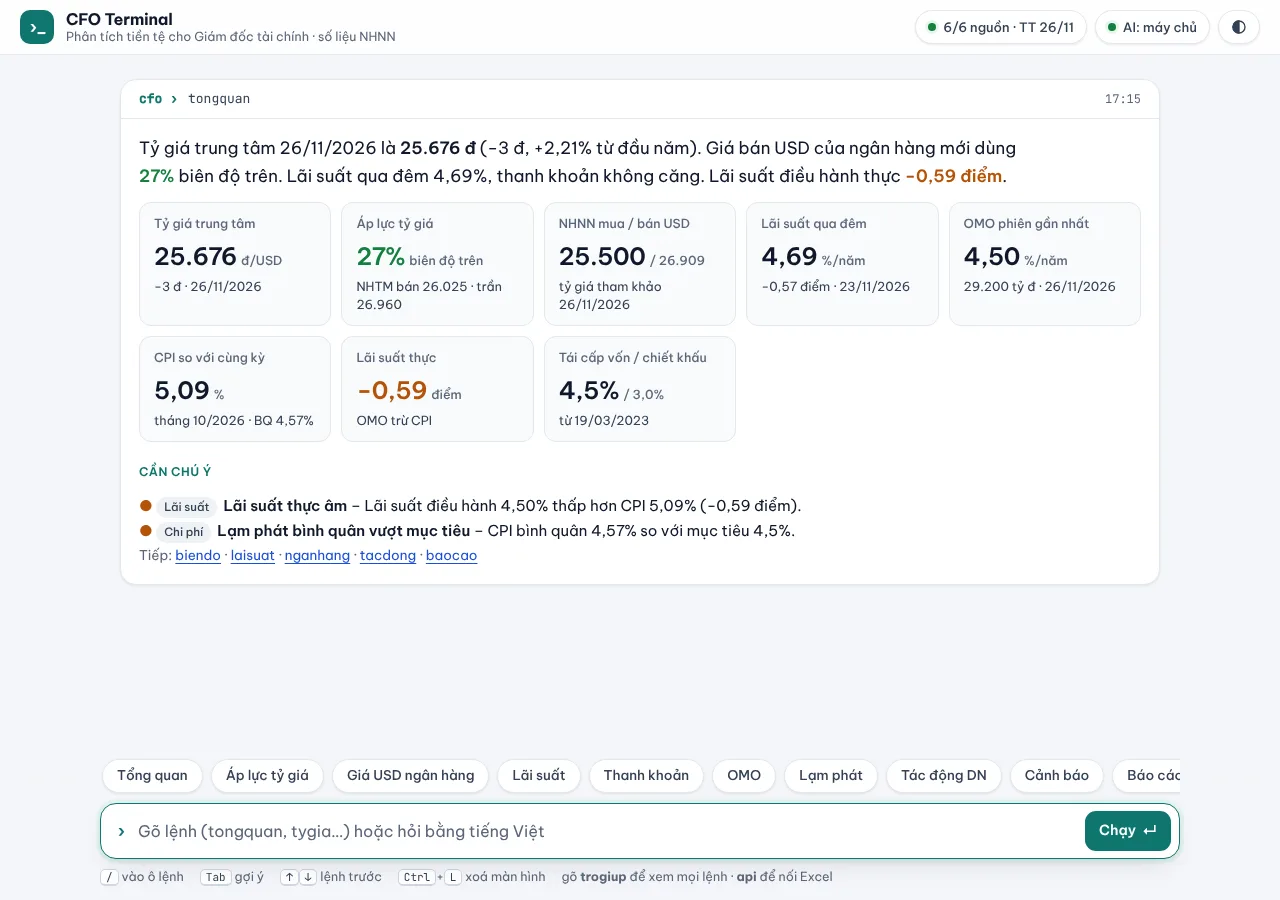 CFO Terminal
Phân tích tiền tệ cho Giám đốc tài chính · số liệu NHNN
6/6 nguồn · TT 26/11
AI: máy chủ
cfo › tongquan
17:15
Tỷ giá trung tâm 26/11/2026 là 25.676 đ (−3 đ, +2,21% từ đầu năm). Giá bán USD của ngân hàng mới dùng
27% biên độ trên. Lãi suất qua đêm 4,69%, thanh khoản không căng. Lãi suất điều hành thực −0,59 điểm.
Tỷ giá trung tâm
25.676 đ/USD
−3 đ · 26/11/2026
Áp lực tỷ giá
27% biên độ trên
NHTM bán 26.025 · trần
26.960
NHNN mua / bán USD
25.500 / 26.909
tỷ giá tham khảo
26/11/2026
Lãi suất qua đêm
4,69 %/năm
−0,57 điểm · 23/11/2026
OMO phiên gần nhất
4,50 %/năm
29.200 tỷ đ · 26/11/2026
CPI so với cùng kỳ
5,09 %
tháng 10/2026 · BQ 4,57%
Lãi suất thực
−0,59 điểm
OMO trừ CPI
Tái cấp vốn / chiết khấu
4,5% / 3,0%
từ 19/03/2023
CẦN CHÚ Ý
Lãi suất Lãi suất thực âm – Lãi suất điều hành 4,50% thấp hơn CPI 5,09% (−0,59 điểm).
Chi phí Lạm phát bình quân vượt mục tiêu – CPI bình quân 4,57% so với mục tiêu 4,5%.
Tiếp: biendo · laisuat · nganhang · tacdong · baocao
Tổng quan
Áp lực tỷ giá
Giá USD ngân hàng
Lãi suất
Thanh khoản
OMO
Lạm phát
Tác động DN
Cảnh báo
Báo các
› Gõ lệnh (tongquan, tygia...) hoặc hỏi bằng tiếng Việt
Chạy ↵
/ vào ô lệnh Tab gợi ý ↑ ↓ lệnh trước Ctrl + L xoá màn hình gõ trogiup để xem mọi lệnh · api để nối Excel